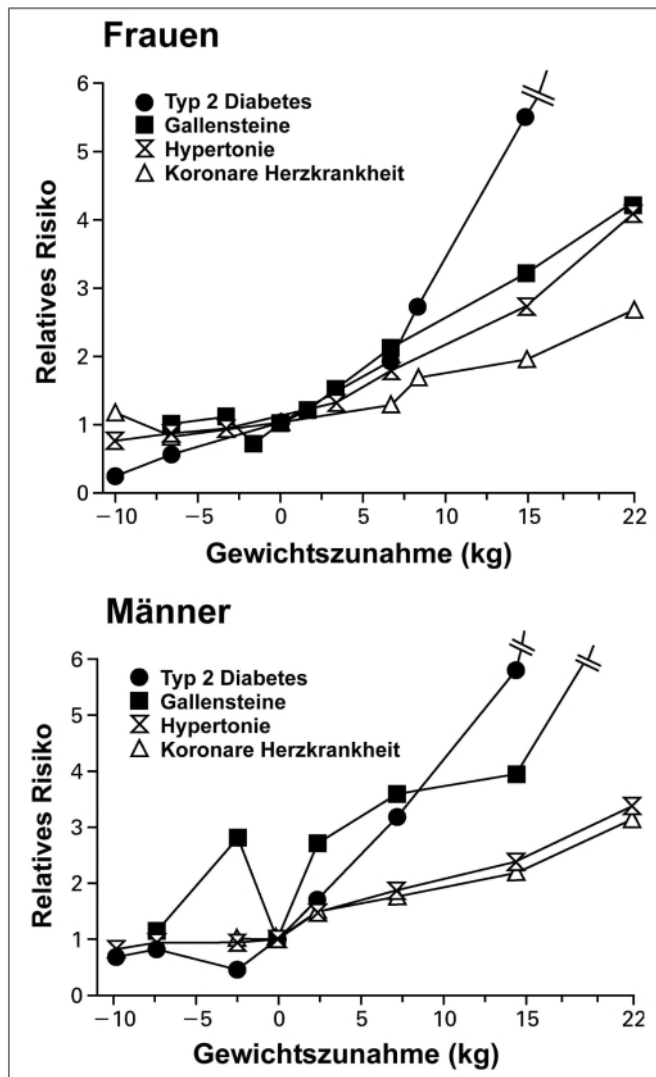 Frauen
6
Typ 2 Diabetes
Gallensteine
Hypertonie
Koronare Herzkrankheit
5
4
3
2
1
0
Relatives Risiko
−10 −5 0 5 10 15 22
Gewichtszunahme (kg)
Männer
6
Typ 2 Diabetes
Gallensteine
Hypertonie
Koronare Herzkrankheit
5
4
3
2
1
0
Relatives Risiko
−10 −5 0 5 10 15 22
Gewichtszunahme (kg)